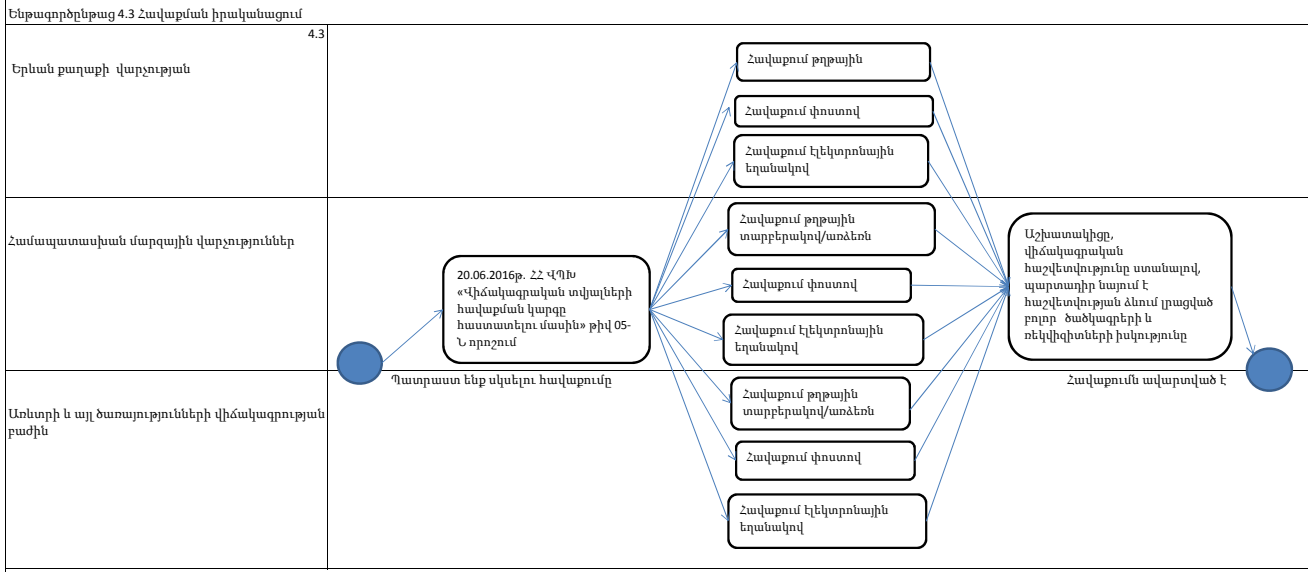 Ենթագործընթաց 4.3 Հավաքման իրականացում
4.3
Երևան քաղաքի վարչության
Հավաքում թղթային
Հավաքում փոստով
Հավաքում էլեկտրոնային
եղանակով
Համապատասխան մարզային վարչություններ
20.06.2016թ. ՀՀ ՎՊԽ
«Վիճակագրական տվյալների
հավաքման կարգը
հաստատելու մասին» թիվ 05-
Ն որոշում
Հավաքում թղթային
տարբերակով/առձեռն
Հավաքում փոստով
Հավաքում էլեկտրոնային
եղանակով
Աշխատակիցը,
վիճակագրական
հաշվետվությունը ստանալով,
պարտադիր նայում է
հաշվետվության ձևում լրացված
բոլոր ծածկագրերի և
ռեկվիզիտների իսկությունը
Պատրաստ ենք սկսելու հավաքումը
Հավաքումն ավարտված է
Առևտրի և այլ ծառայությունների վիճակագրության
բաժին
Հավաքում թղթային
տարբերակով/առձեռն
Հավաքում փոստով
Հավաքում էլեկտրոնային
եղանակով